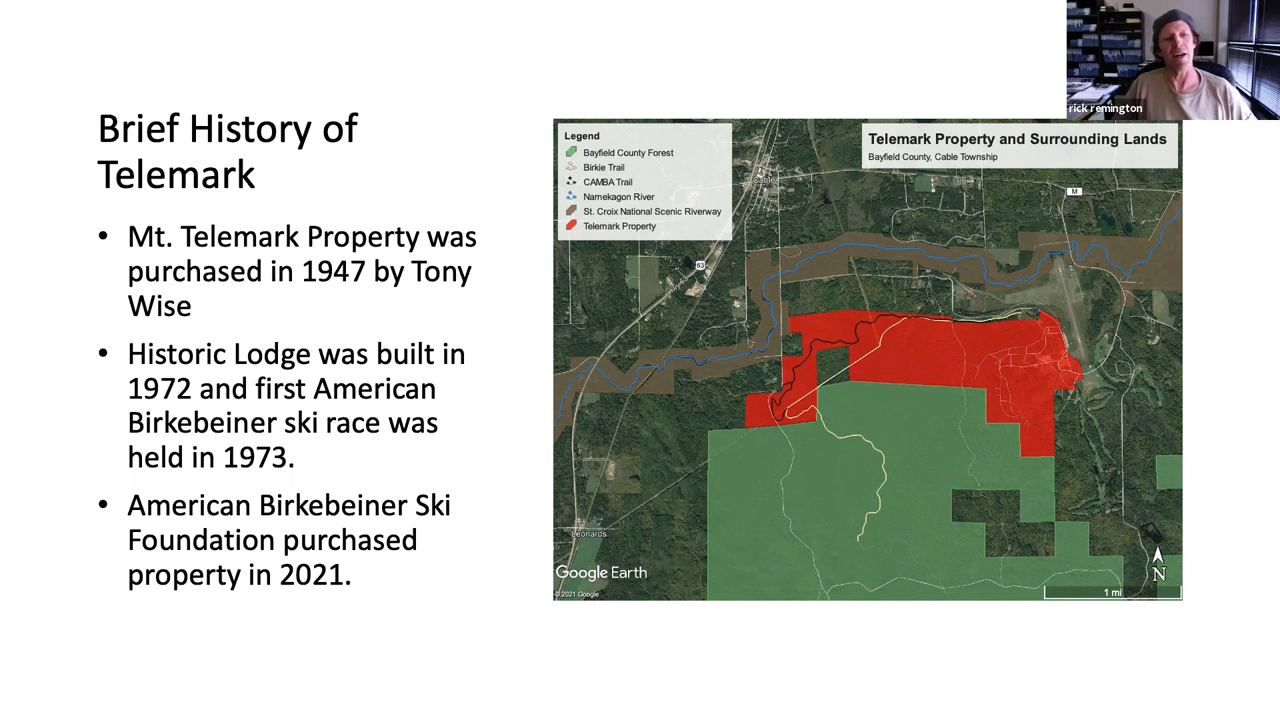 rick remington
Brief History of
Telemark
• Mt. Telemark Property was
purchased in 1947 by Tony
Wise
• Historic Lodge was built in
1972 and first American
Birkebeiner ski race was
held in 1973.
• American Birkebeiner Ski
Foundation purchased
property in 2021.
Legend
Bayfield County Forest
Birkie Trail
CAMBA Trail
Namekagon River
St. Croix National Scenic Riverway
Telemark Property
Telemark Property and Surrounding Lands
Bayfield County, Cable Township
Cable
M
63
Leonards
Google Earth
© 2021 Google
N
1 mi